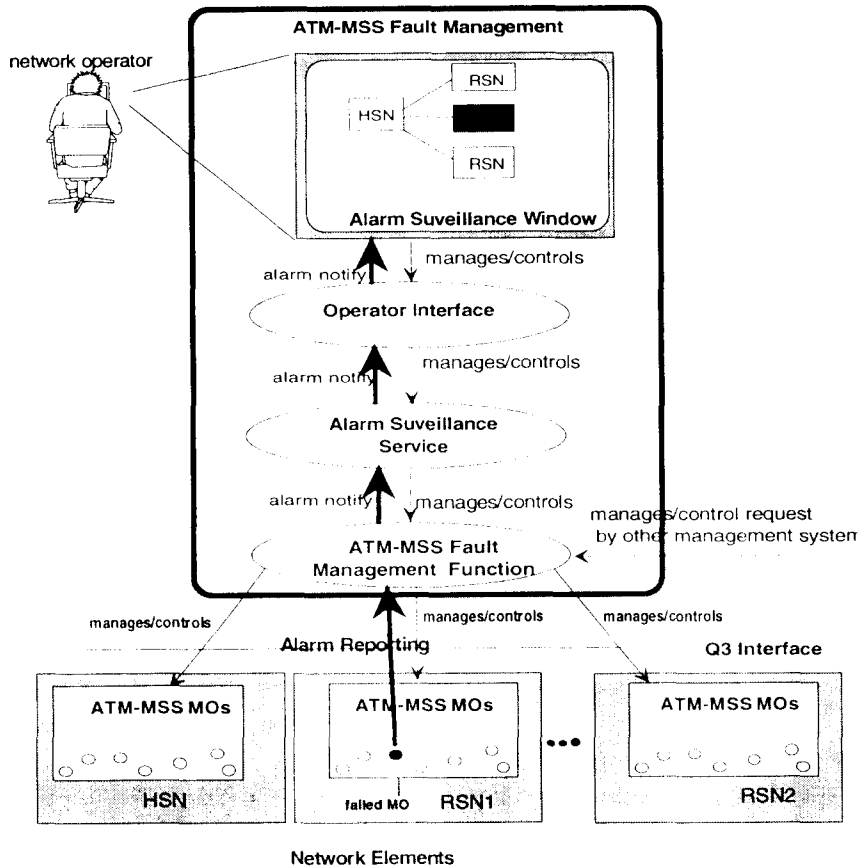 ATM-MSS Fault Management
network operator
RSN
HSN
RSN
Alarm Suveillance Window
alarm notify
manages/controls
Operator Interface
alarm notify
manages/controls
Alarm Suveillance
Service
alarm notify
manages/controls
manages/control request
by other management system
ATM-MSS Fault
Management Function
manages/controls
manages/controls
manages/controls
Alarm Reporting
Q3 Interface
ATM-MSS MOs
ATM-MSS MOs
ATM-MSS MOs
HSN
failed MO
RSN1
RSN2
Network Elements